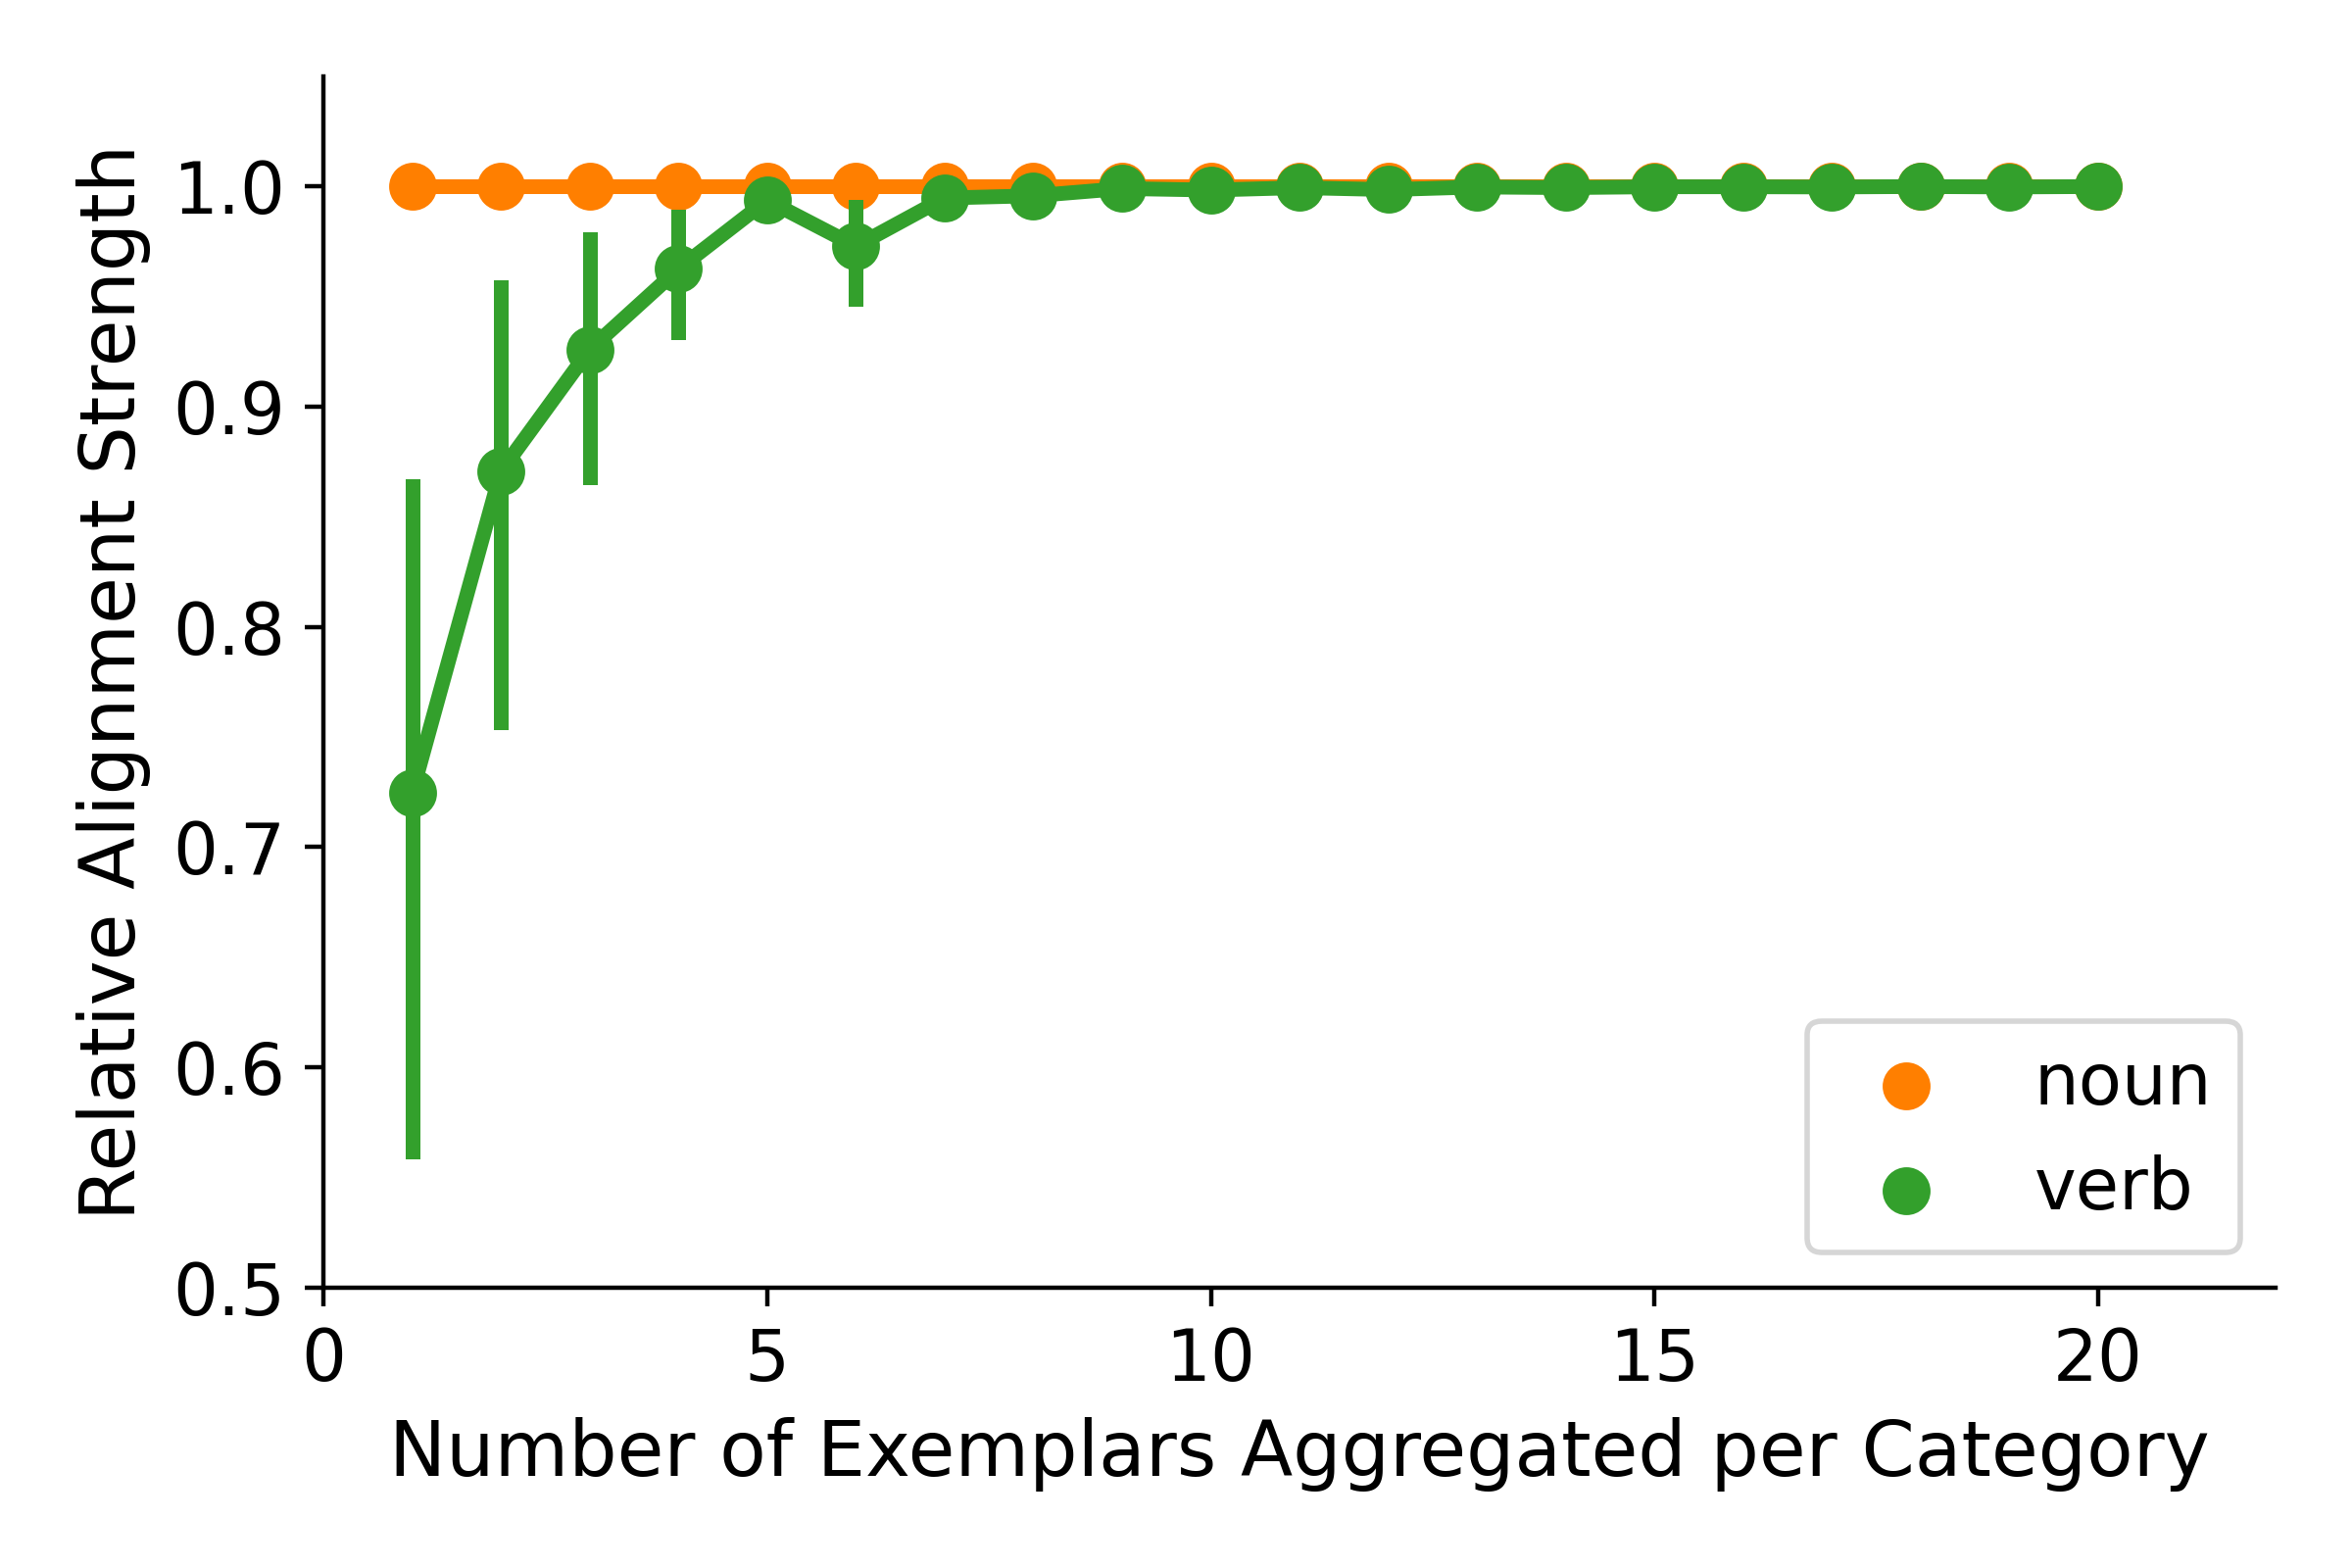 Relative Alignment Strength
1.0
0.9
0.8
0.7
0.6
0.5
noun
verb
0 5 10 15 20
Number of Exemplars Aggregated per Category